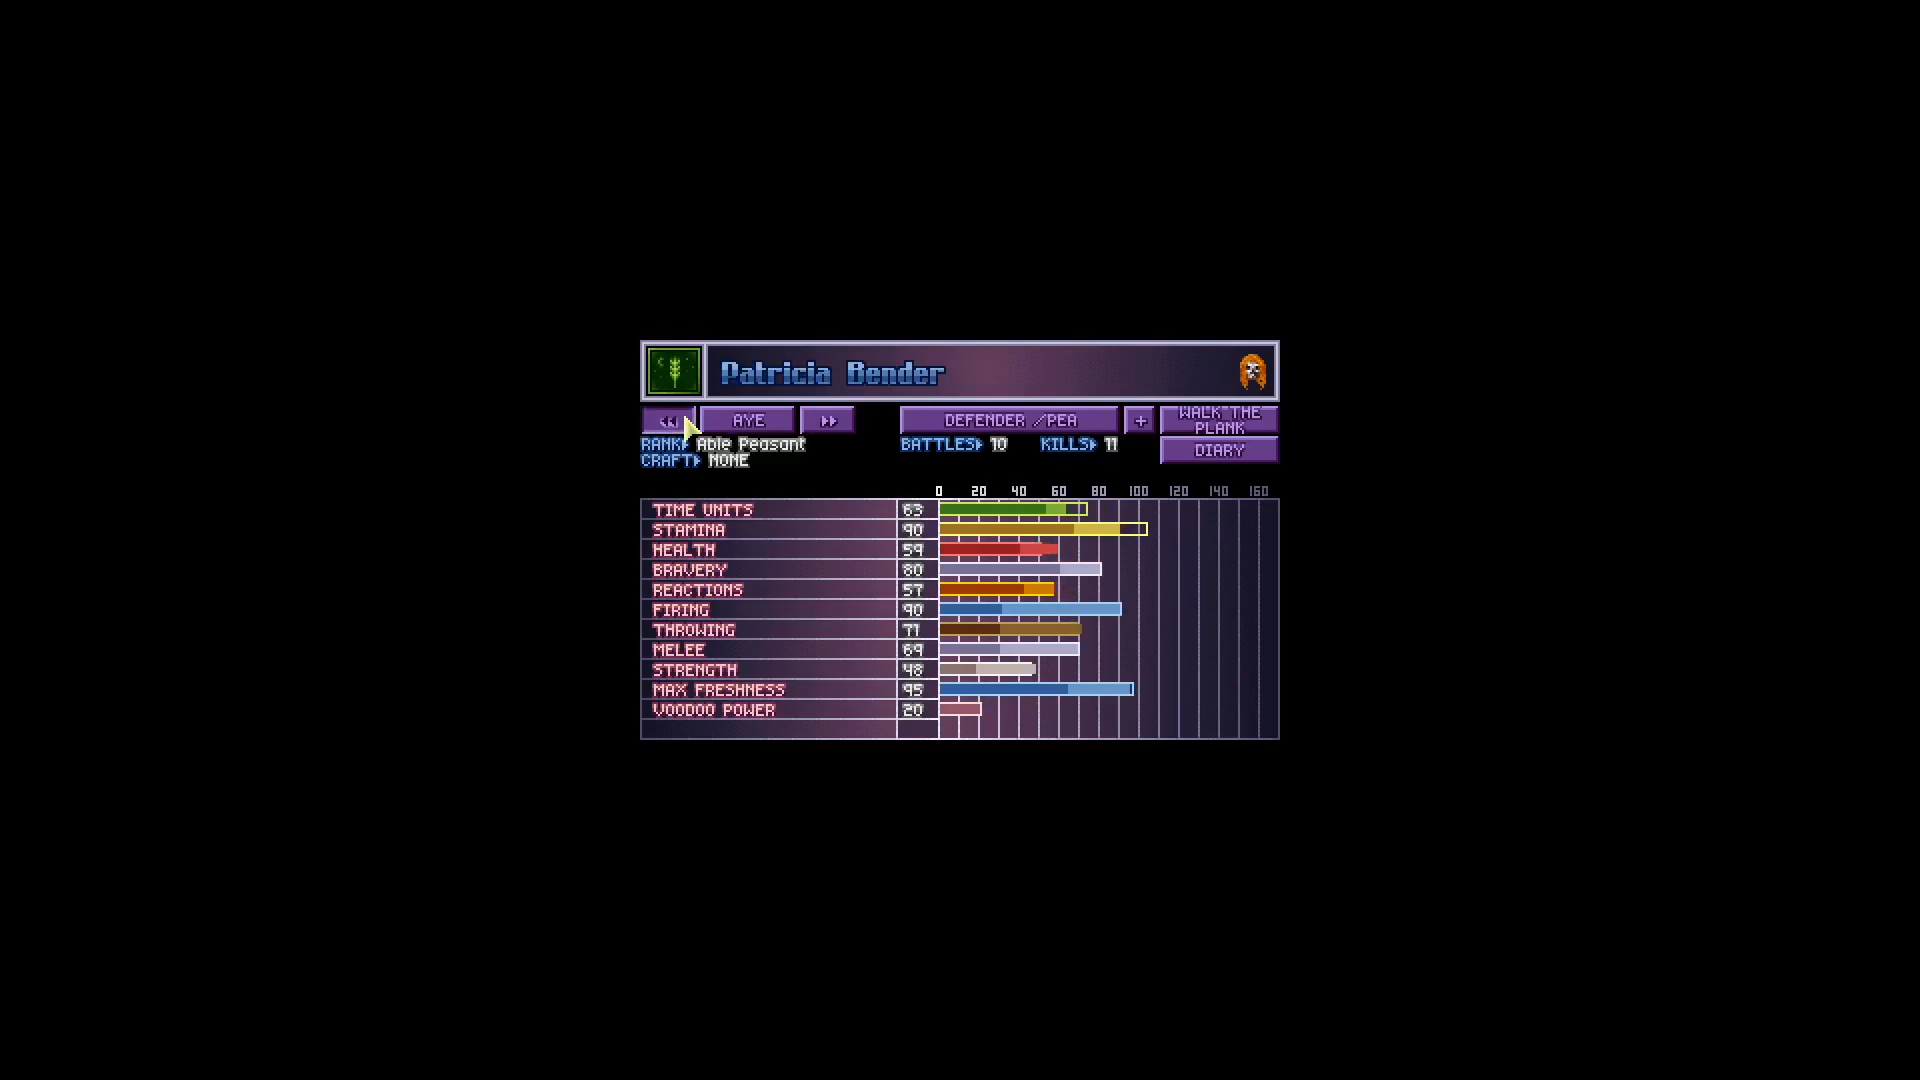 Patricia Bender
AYE
DEFENDER /PEA
+
WALK THE
PLANK
RANK Able Peasant
BATTLES 10
KILLS 11
DIARY
CRAFT NONE
0 20 40 60 80 100 120 140 160
TIME UNITS 63
STAMINA 90
HEALTH 59
BRAVERY 80
REACTIONS 57
FIRING 90
THROWING 71
MELEE 69
STRENGTH 48
MAX FRESHNESS 95
VOODOO POWER 20